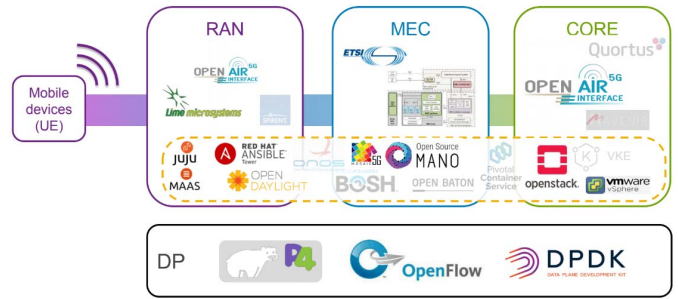 RAN
MEC
CORE
Quortus
ETSI
OPEN AIR 5G
INTERFACE
OPEN AIR 5G
INTERFACE
Mobile
devices
(UE)
Lime microsystems
JUJU
RED HAT
ANSIBLE
Tower
ONOS
5G
Open Source
MANO
Pivotal
Container
Service
openstack.
VKE
MAAS
OPEN
DAYLIGHT
BOSH
OPEN BATON
vmware
vSphere
DP
P4
OpenFlow
DPDK
DATA PLANE DEVELOPMENT KIT